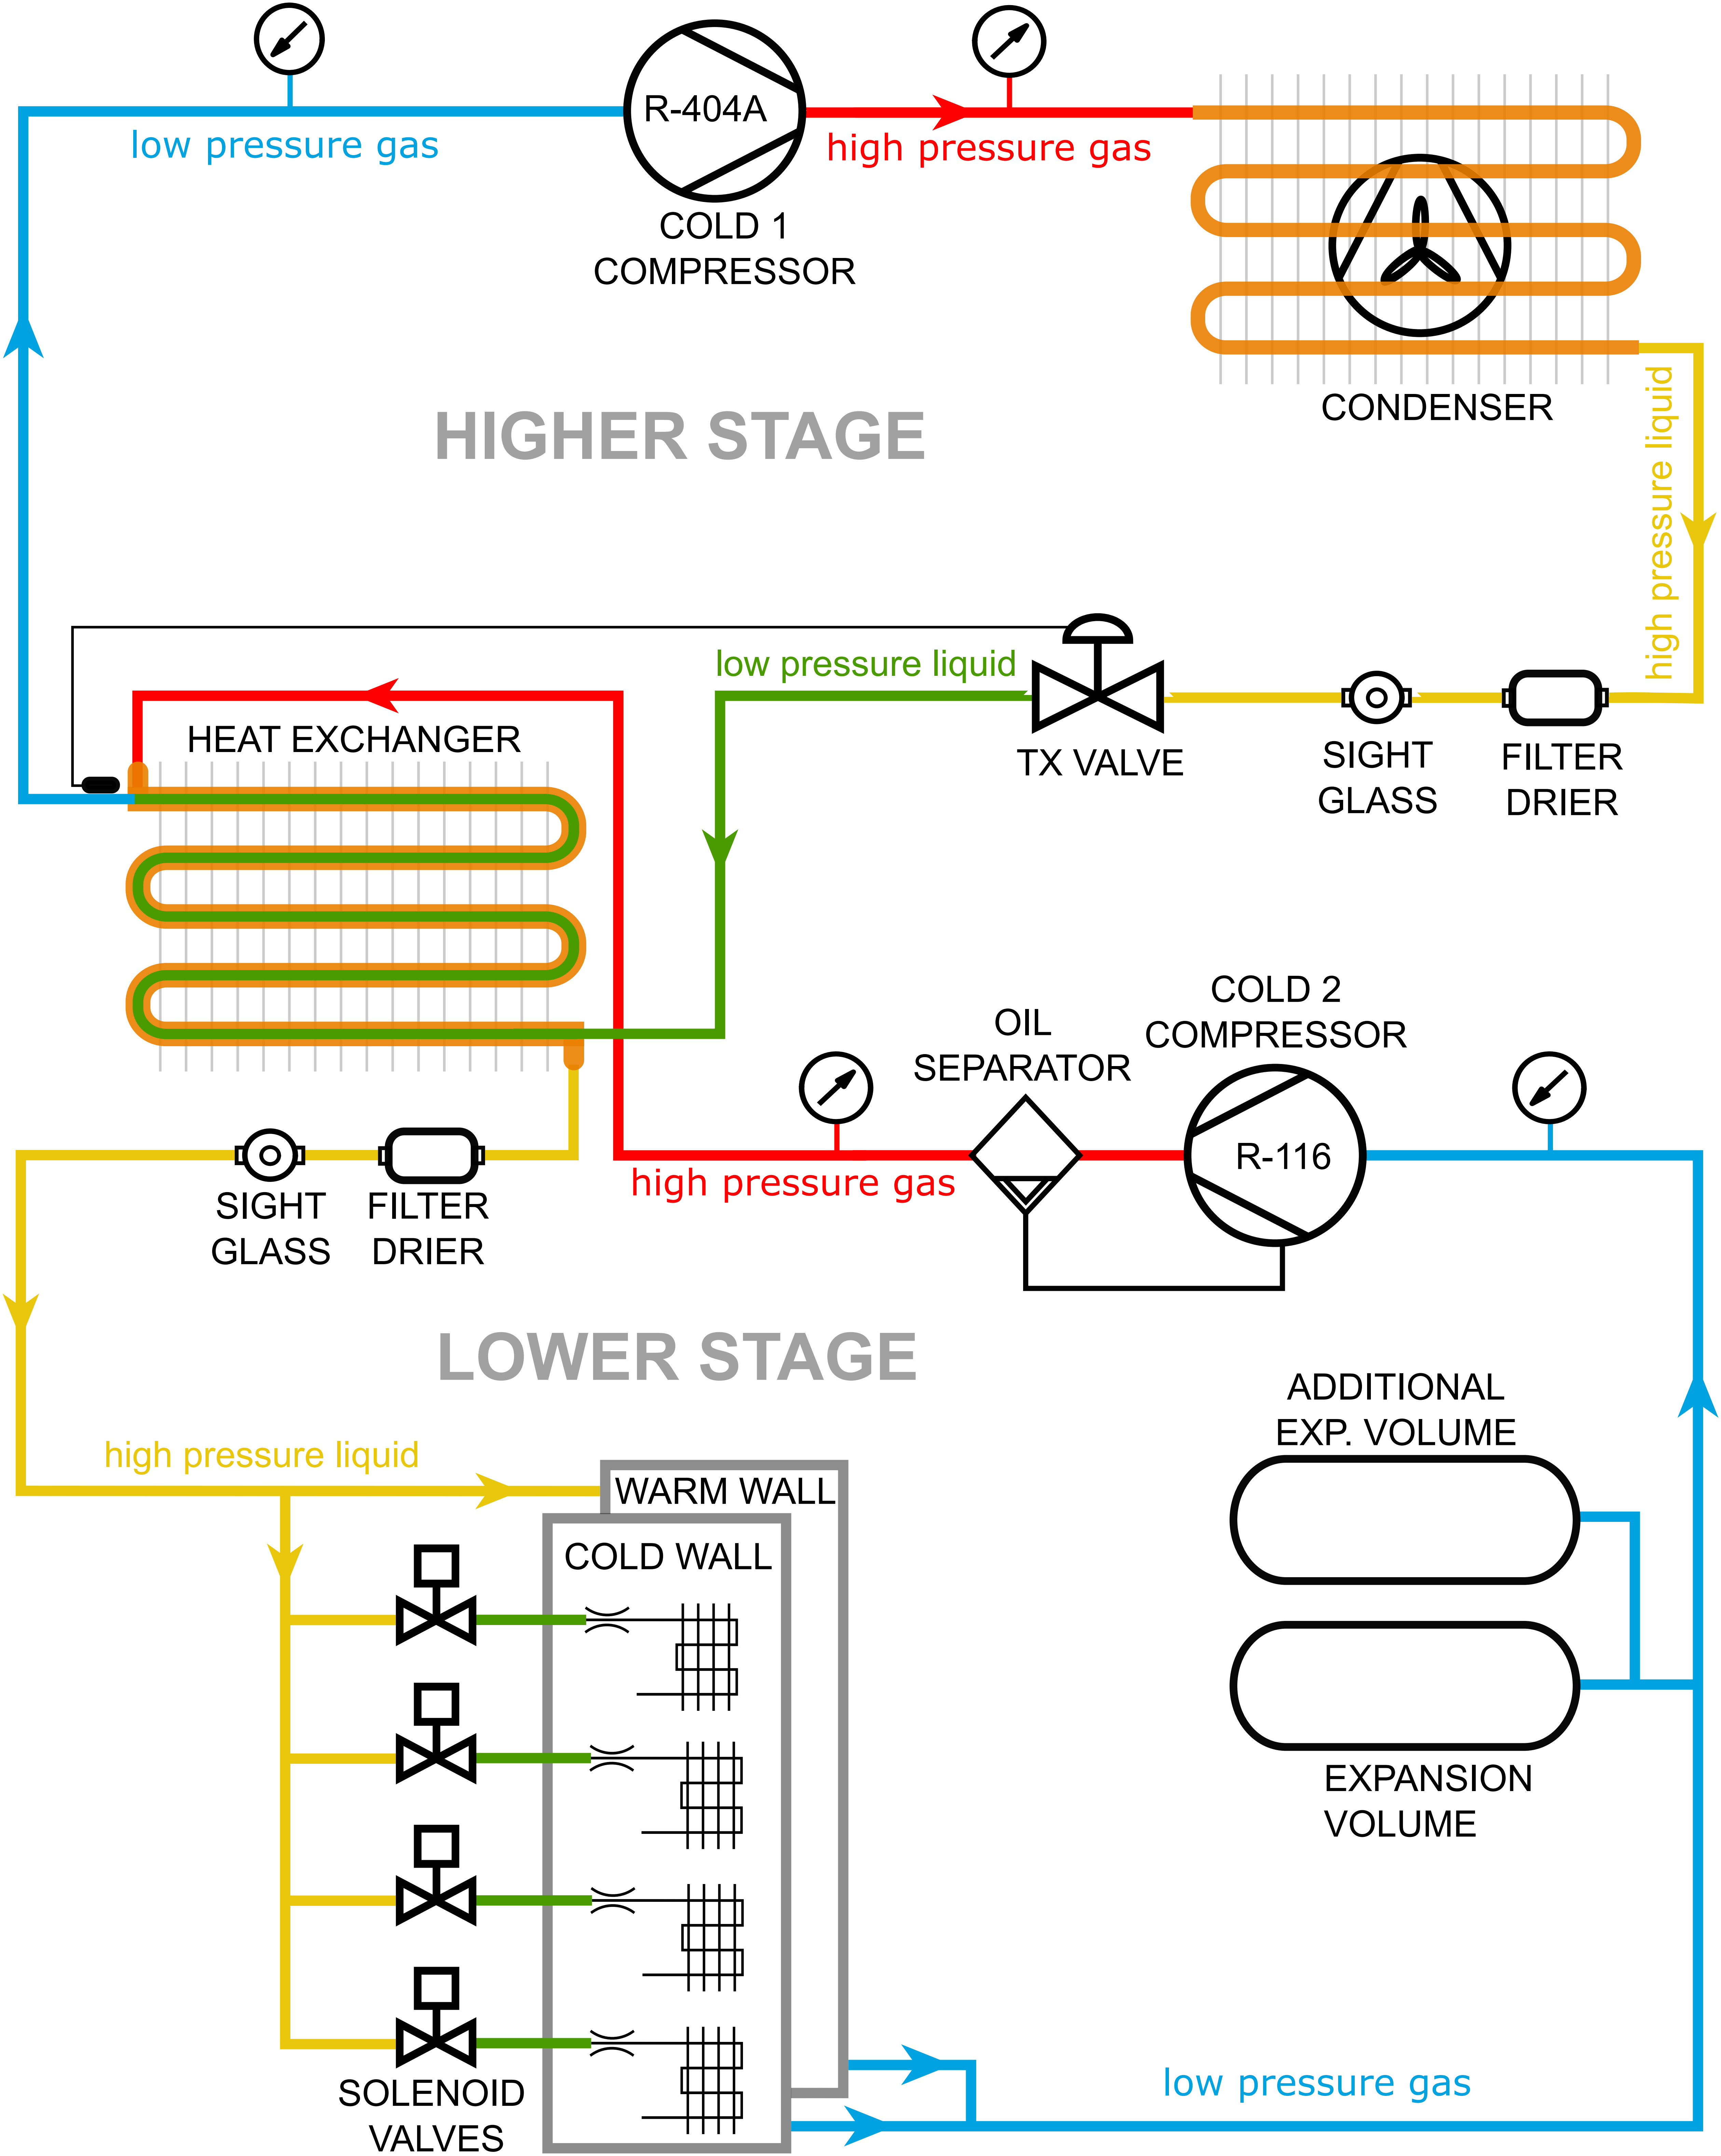 R-404A
low pressure gas
high pressure gas
COLD 1
COMPRESSOR
CONDENSER
high pressure liquid
HIGHER STAGE
low pressure liquid
HEAT EXCHANGER
TX VALVE
SIGHT
GLASS
FILTER
DRIER
COLD 2
COMPRESSOR
OIL
SEPARATOR
R-116
high pressure gas
SIGHT
GLASS
FILTER
DRIER
LOWER STAGE
ADDITIONAL
EXP. VOLUME
high pressure liquid
WARM WALL
COLD WALL
EXPANSION
VOLUME
SOLENOID
VALVES
low pressure gas